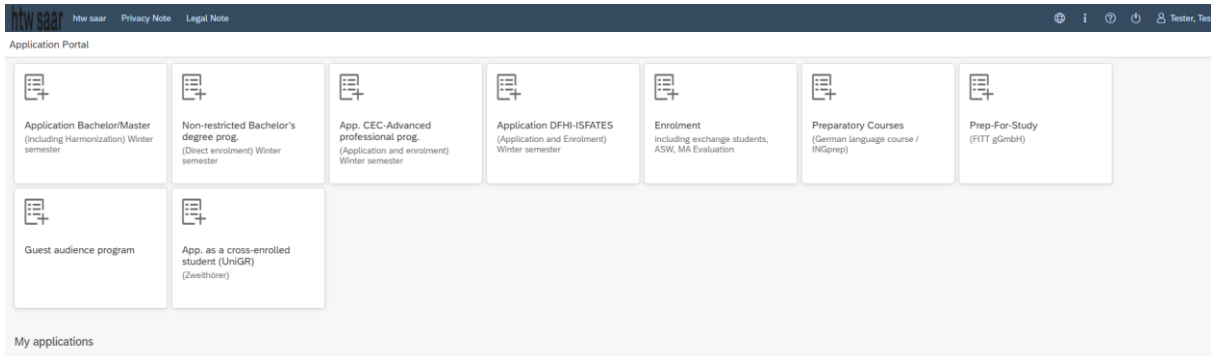 htw saar htw saar Privacy Note Legal Note i ? Tester, Tes
Application Portal
Application Bachelor/Master
(including Harmonization) Winter
semester
Non-restricted Bachelor's
degree prog.
(Direct enrolment) Winter
semester
App. CEC-Advanced
professional prog.
(Application and enrolment)
Winter semester
Application DFHI-ISFATES
(Application and Enrolment)
Winter semester
Enrolment
including exchange students,
ASW, MA Evaluation
Preparatory Courses
(German language course /
INGprep)
Prep-For-Study
(FITT gGmbH)
Guest audience program
App. as a cross-enrolled
student (UniGR)
(Zweithörer)
My applications